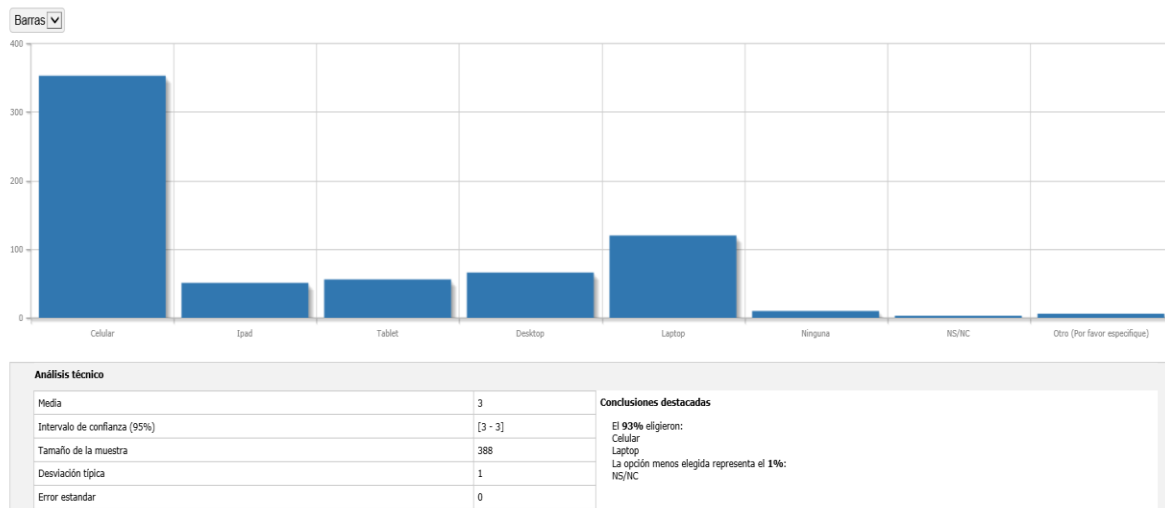 Barras
400
300
200
100
0
Celular Ipad Tablet Desktop Laptop Ninguna NS/NC Otro (Por favor especifique)
Análisis técnico
Media 3
Intervalo de confianza (95%) [3 - 3]
Tamaño de la muestra 388
Desviación típica 1
Error estandar 0
Conclusiones destacadas
El 93% eligieron:
Celular
Laptop
La opción menos elegida representa el 1%:
NS/NC